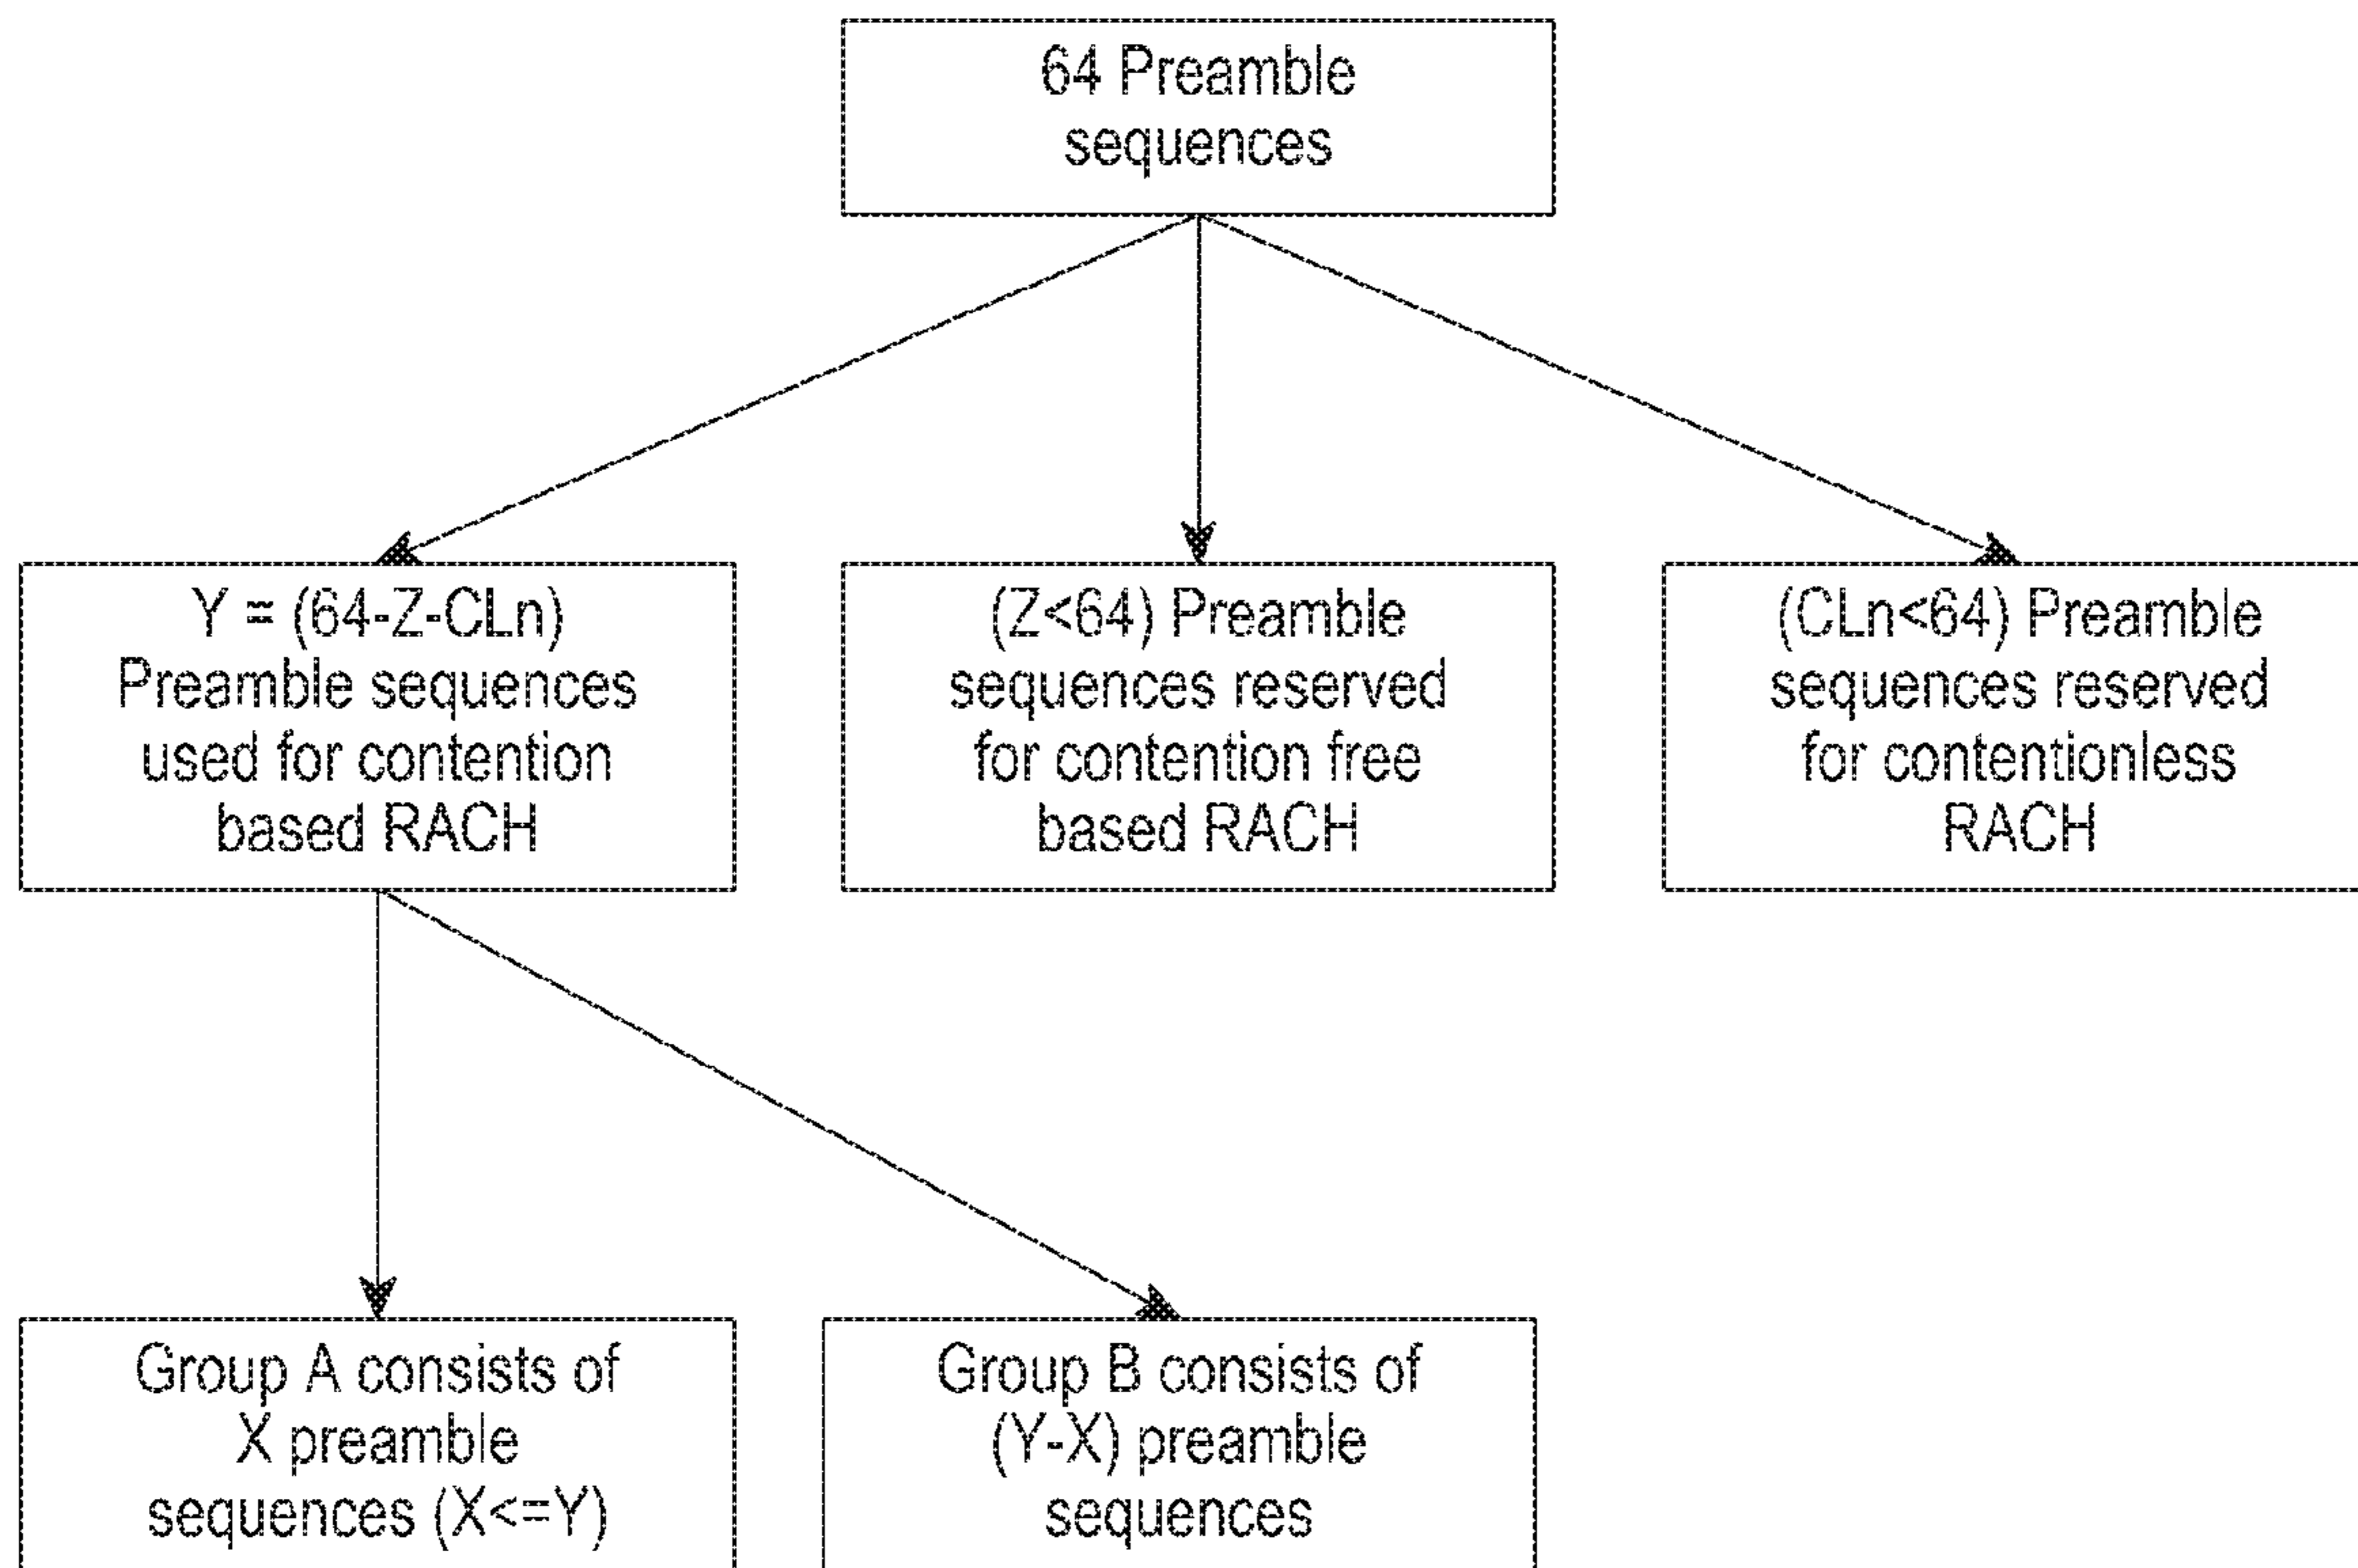 64 Preamble
sequences
Y = (64-Z-CLn)
Preamble sequences
used for contention
based RACH
(Z<64) Preamble
sequences reserved
for contention free
based RACH
(CLn<64) Preamble
sequences reserved
for contentionless
RACH
Group A consists of
X preamble
sequences (X<=Y)
Group B consists of
(Y-X) preamble
sequences